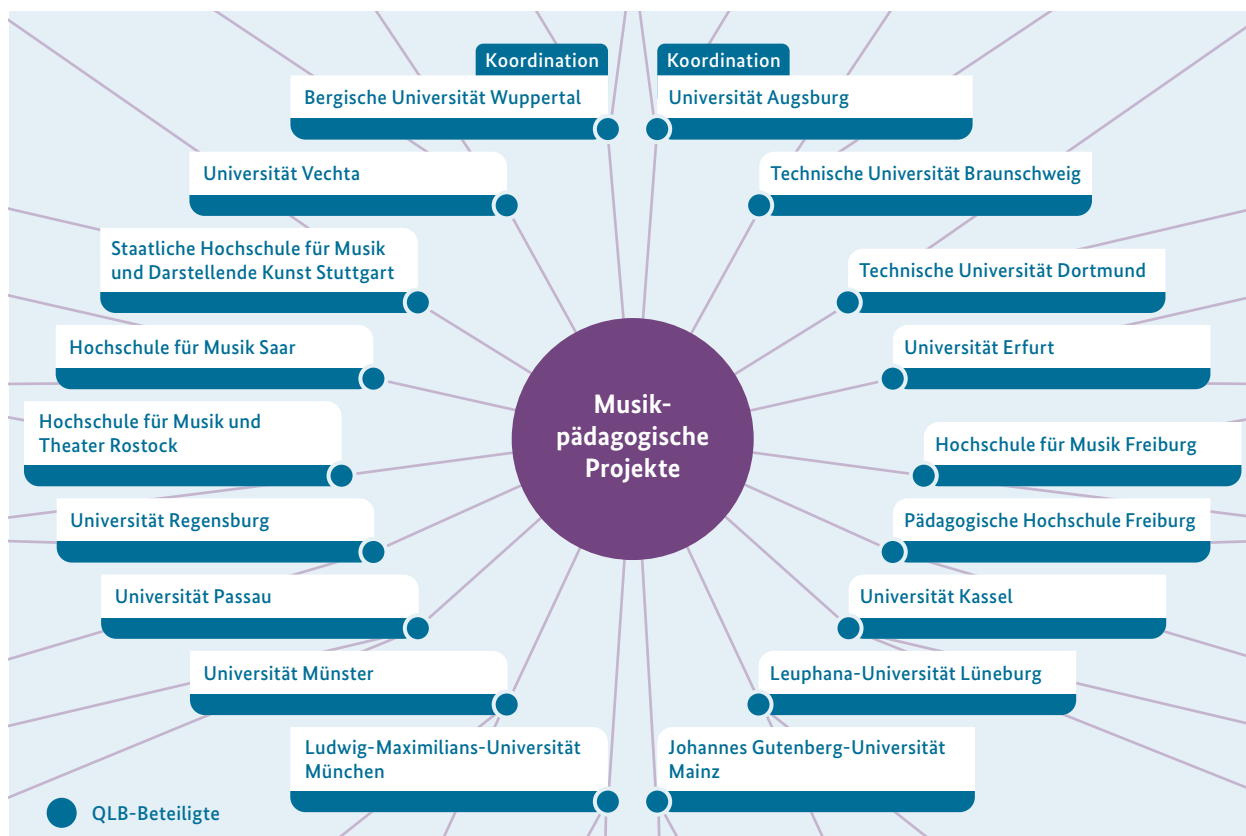 Koordination
Bergische Universität Wuppertal
Koordination
Universität Augsburg
Universität Vechta
Technische Universität Braunschweig
Staatliche Hochschule für Musik
und Darstellende Kunst Stuttgart
Technische Universität Dortmund
Hochschule für Musik Saar
Universität Erfurt
Musik-
pädagogische
Projekte
Hochschule für Musik und
Theater Rostock
Hochschule für Musik Freiburg
Universität Regensburg
Pädagogische Hochschule Freiburg
Universität Passau
Universität Kassel
Universität Münster
Leuphana-Universität Lüneburg
Ludwig-Maximilians-Universität
München
Johannes Gutenberg-Universität
Mainz
QLB-Beteiligte